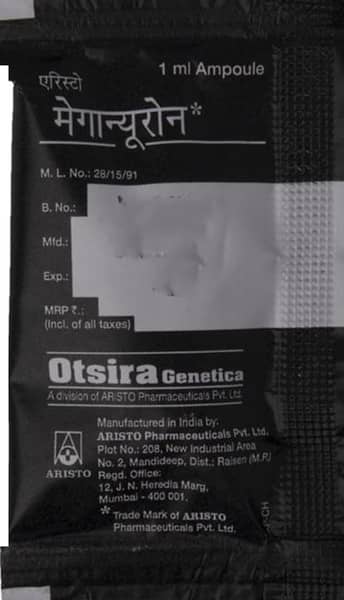 1 ml Ampoule
एरिस्टो
मेगान्यूरोन*
M. L. No.: 28/15/91
B. No.:
Mfd.:
Exp.:
MRP ₹.:
(Incl. of all taxes)
Otsira Genetica
A division of ARISTO Pharmaceuticals Pvt. Ltd.
Manufactured in India by:
ARISTO Pharmaceuticals Pvt. Ltd.
Plot No.: 208, New Industrial Area
No. 2, Mandideep, Dist.: Raisen (M.P.)
Regd. Office:
12, J. N. Heredia Marg,
Mumbai - 400 001.
ARISTO
* Trade Mark of ARISTO
Pharmaceuticals Pvt. Ltd.